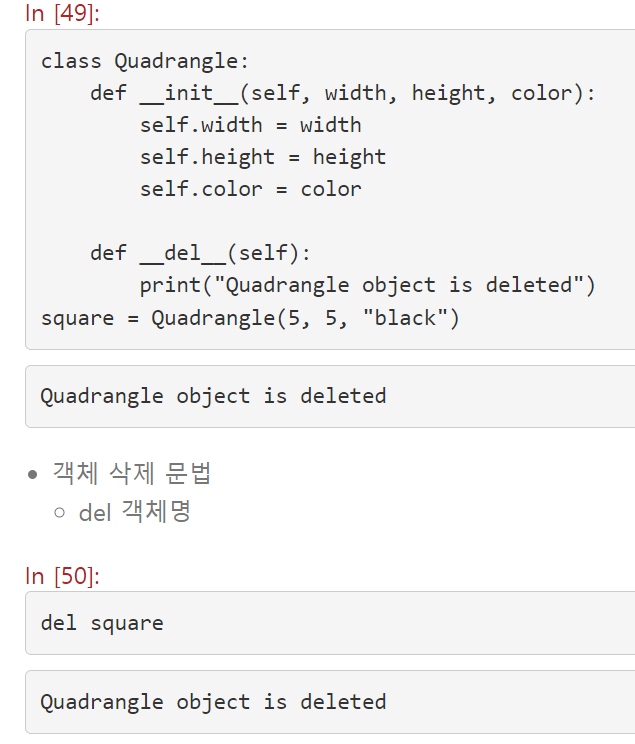 In [49]:
class Quadrangle:
    def __init__(self, width, height, color):
        self.width = width
        self.height = height
        self.color = color
    def __del__(self):
        print("Quadrangle object is deleted")
square = Quadrangle(5, 5, "black")
Quadrangle object is deleted
객체 삭제 문법
del 객체명
In [50]:
del square
Quadrangle object is deleted